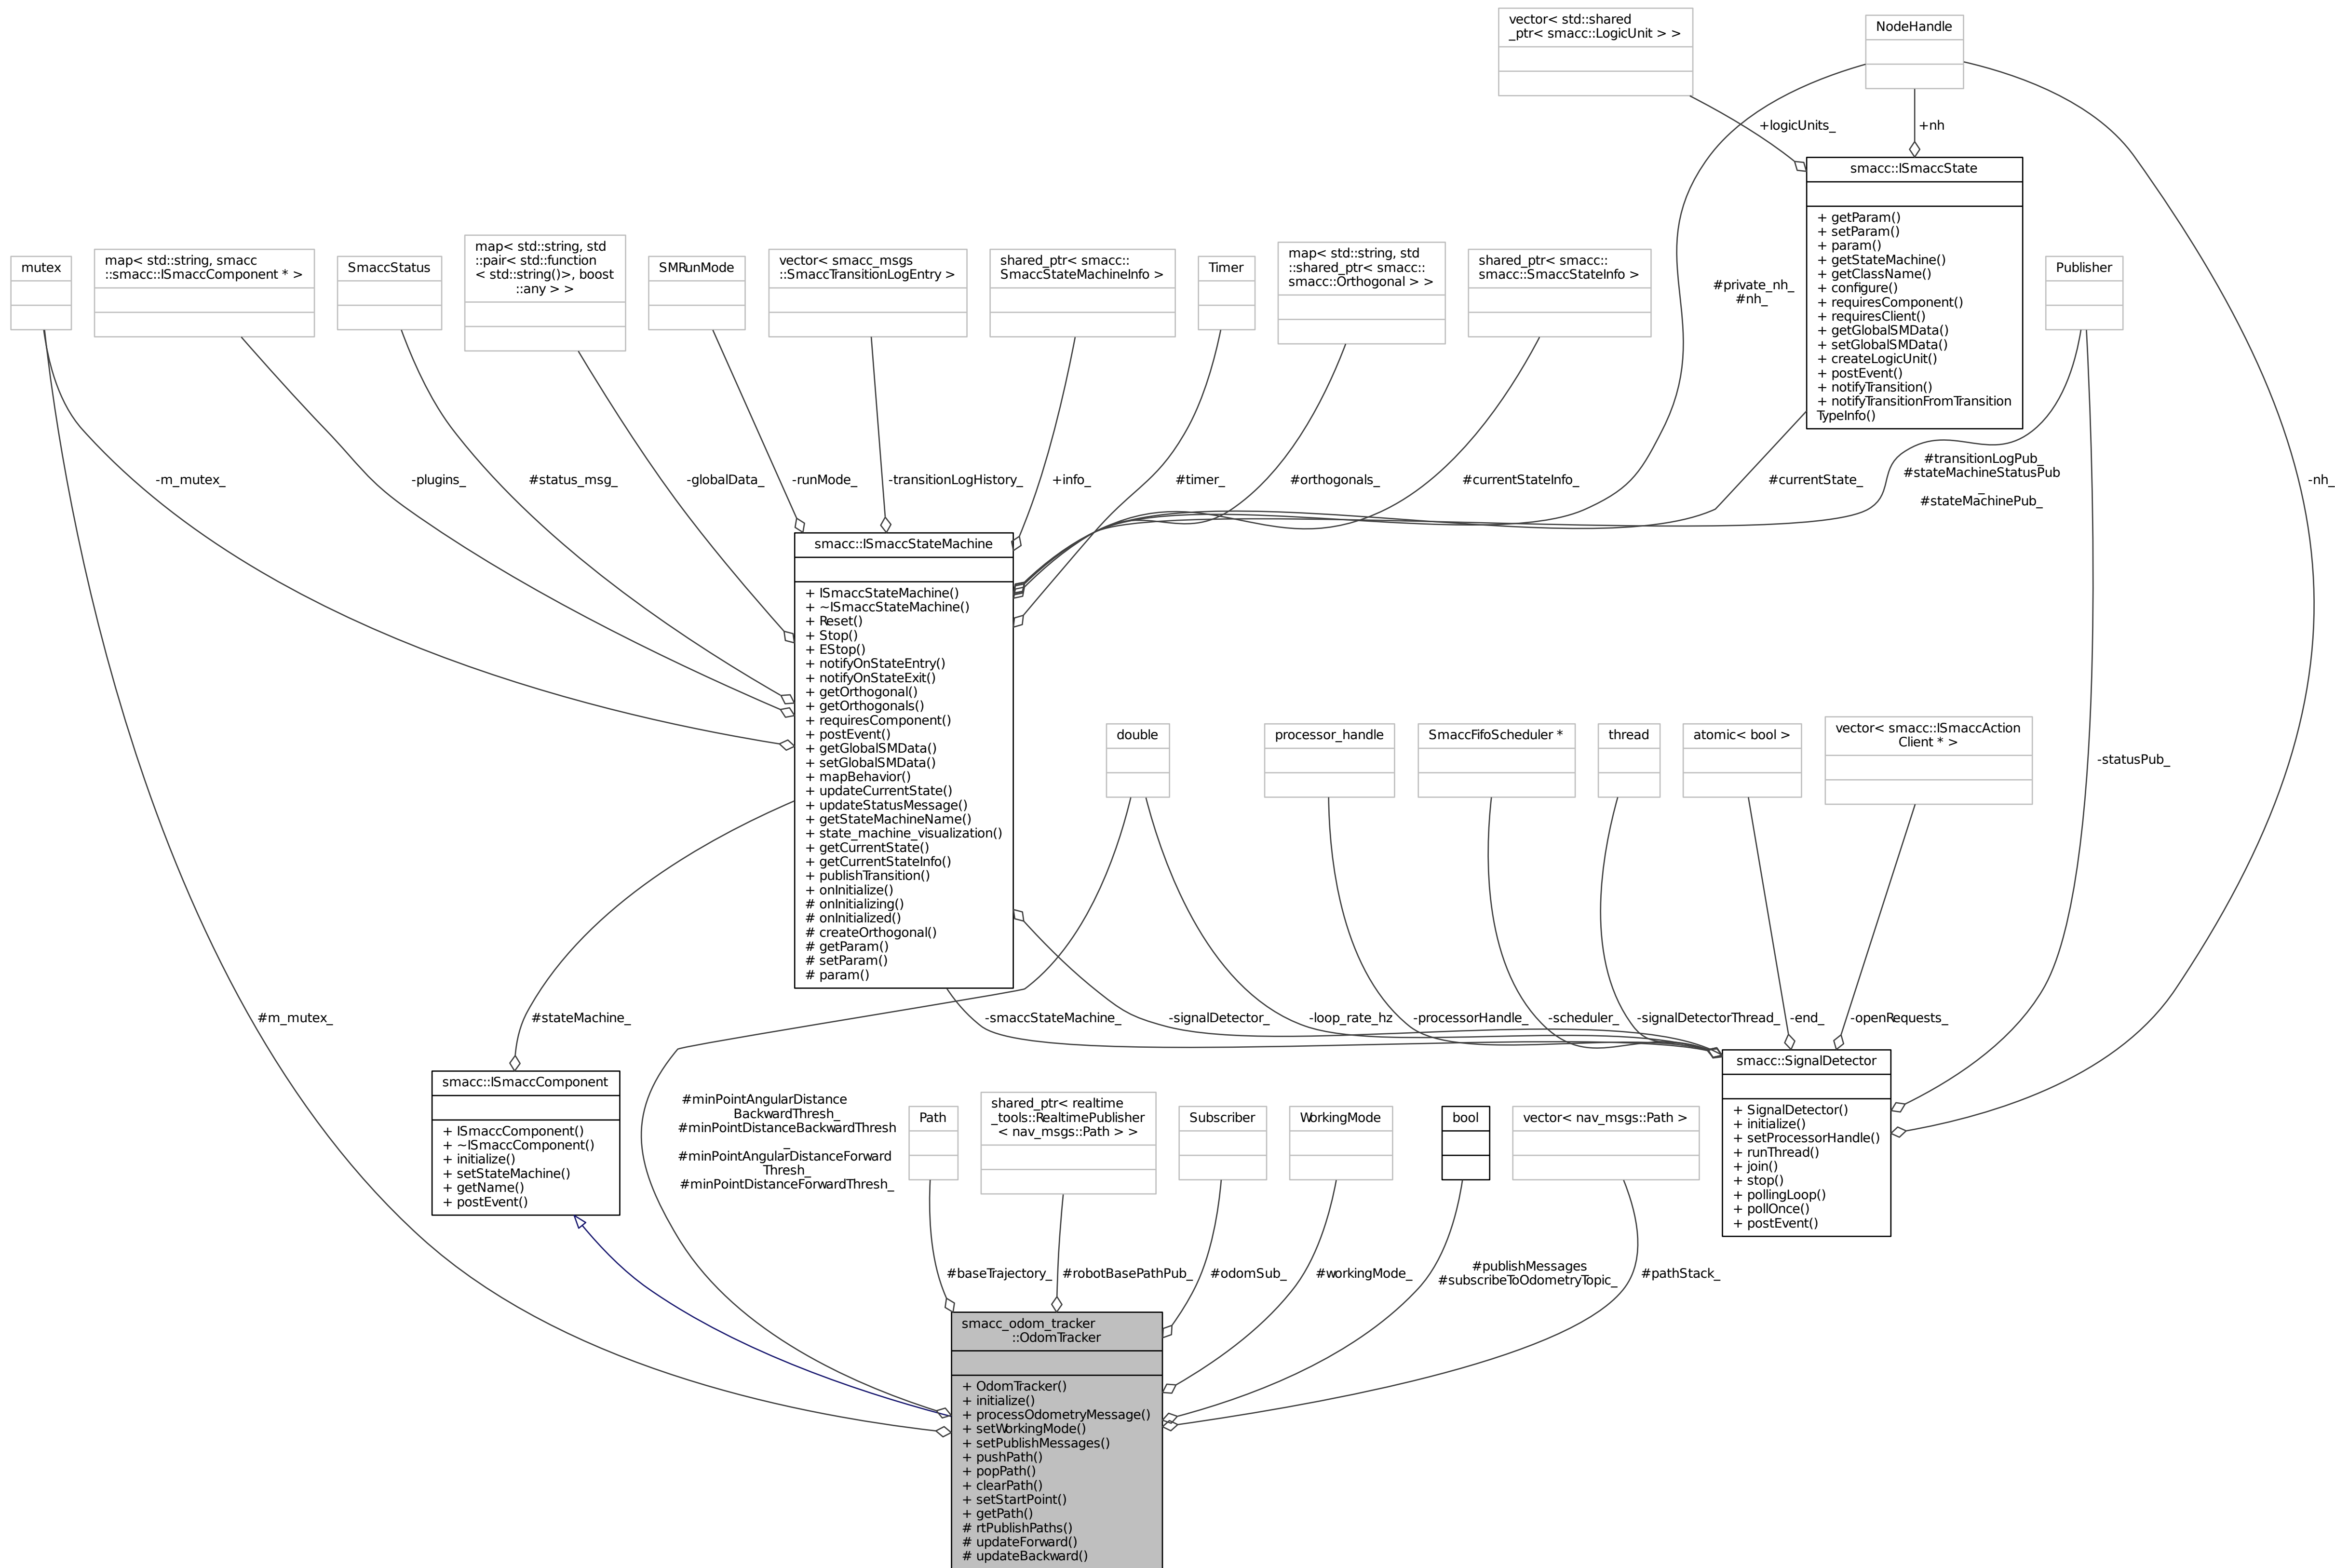 vector< std::shared
_ptr< smacc::LogicUnit > >
NodeHandle
+logicUnits_
+nh
smacc::ISmaccState
+ getParam()
+ setParam()
+ param()
+ getStateMachine()
+ getClassName()
+ configure()
+ requiresComponent()
+ requiresClient()
+ getGlobalSMData()
+ setGlobalSMData()
+ createLogicUnit()
+ postEvent()
+ notifyTransition()
+ notifyTransitionFromTransition
TypeInfo()
mutex
map< std::string, smacc
::smacc::ISmaccComponent * >
SmaccStatus
map< std::string, std
::pair< std::function
< std::string()>, boost
::any > >
SMRunMode
vector< smacc_msgs
::SmaccTransitionLogEntry >
shared_ptr< smacc::
SmaccStateMachineInfo >
Timer
map< std::string, std
::shared_ptr< smacc::
smacc::Orthogonal > >
shared_ptr< smacc::
smacc::SmaccStateInfo >
#private_nh_
#nh_
Publisher
-m_mutex_
-plugins_
#status_msg_
-globalData_
-runMode_
-transitionLogHistory_
+info_
#timer_
#orthogonals_
#currentStateInfo_
#currentState_
#transitionLogPub_
#stateMachineStatusPub
_
#stateMachinePub_
-nh_
smacc::ISmaccStateMachine
+ ISmaccStateMachine()
+ ~ISmaccStateMachine()
+ Reset()
+ Stop()
+ EStop()
+ notifyOnStateEntry()
+ notifyOnStateExit()
+ getOrthogonal()
+ getOrthogonals()
+ requiresComponent()
+ postEvent()
+ getGlobalSMData()
+ setGlobalSMData()
+ mapBehavior()
+ updateCurrentState()
+ updateStatusMessage()
+ getStateMachineName()
+ state_machine_visualization()
+ getCurrentState()
+ getCurrentStateInfo()
+ publishTransition()
+ onInitialize()
# onInitializing()
# onInitialized()
# createOrthogonal()
# getParam()
# setParam()
# param()
double
processor_handle
SmaccFifoScheduler *
thread
atomic< bool >
vector< smacc::ISmaccAction
Client * >
-statusPub_
#m_mutex_
#stateMachine_
-smaccStateMachine_
-signalDetector_
-loop_rate_hz
-processorHandle_
-scheduler_
-signalDetectorThread_
-end_
-openRequests_
smacc::SignalDetector
+ SignalDetector()
+ initialize()
+ setProcessorHandle()
+ runThread()
+ join()
+ stop()
+ pollingLoop()
+ pollOnce()
+ postEvent()
smacc::ISmaccComponent
+ ISmaccComponent()
+ ~ISmaccComponent()
+ initialize()
+ setStateMachine()
+ getName()
+ postEvent()
#minPointAngularDistance
BackwardThresh_
#minPointDistanceBackwardThresh
_
#minPointAngularDistanceForward
Thresh_
#minPointDistanceForwardThresh_
Path
shared_ptr< realtime
_tools::RealtimePublisher
< nav_msgs::Path > >
Subscriber
WorkingMode
bool
vector< nav_msgs::Path >
#baseTrajectory_
#robotBasePathPub_
#odomSub_
#workingMode_
#publishMessages
#subscribeToOdometryTopic_
#pathStack_
smacc_odom_tracker
::OdomTracker
+ OdomTracker()
+ initialize()
+ processOdometryMessage()
+ setWorkingMode()
+ setPublishMessages()
+ pushPath()
+ popPath()
+ clearPath()
+ setStartPoint()
+ getPath()
# rtPublishPaths()
# updateForward()
# updateBackward()